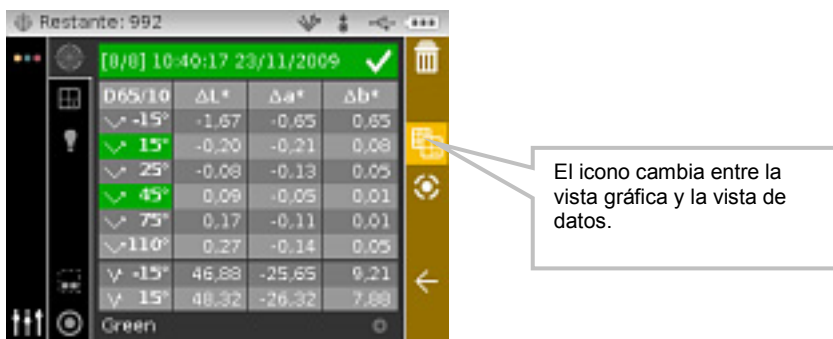 Restante: 992
[8/8] 10:40:17 23/11/2009
D65/10 ΔL* Δa* Δb*
-15° -1,67 -0,65 0,65
15° -0,20 -0,21 0,08
25° -0,08 -0,13 0,05
45° 0,09 -0,05 0,01
75° 0,17 -0,11 0,01
110° 0,27 -0,14 0,05
-15° 46,88 -25,65 9,21
15° 48,32 -26,32 7,88
Green
El icono cambia entre la
vista gráfica y la vista de
datos.